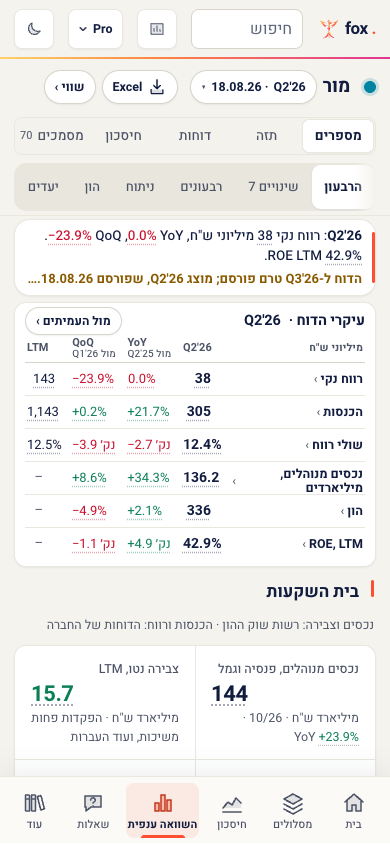 fox.
חיפוש
Pro
מור
Q2'26 · 18.08.26
Excel
שווי ›
מספרים
תזה
דוחות
חיסכון
מסמכים 70
הרבעון
שינויים 7
רבעונים
ניתוח
הון
יעדים
Q2'26: רווח נקי 38 מיליוני ש"ח, YoY 0.0%, QoQ −23.9%.
ROE LTM 42.9%.
הדוח ל-Q3'26 טרם פורסם; מוצג Q2'26, שפורסם 18.08.26....
עיקרי הדוח · Q2'26
מול העמיתים ›
מיליוני ש"ח Q2'26 YoY מול Q2'25 QoQ מול Q1'26 LTM
רווח נקי › 38 0.0% −23.9% 143
הכנסות › 305 +21.7% +0.2% 1,143
שולי רווח › 12.4% −2.7 נק' −3.9 נק' 12.5%
נכסים מנוהלים, מיליארדים › 136.2 +34.3% +8.6% –
הון › 336 +2.1% −4.9% –
ROE, LTM › 42.9% +4.9 נק' −1.1 נק' –
בית השקעות
נכסים וצבירה: רשות שוק ההון · הכנסות ורווח: הדוחות של החברה
נכסים מנוהלים, פנסיה וגמל
144
מיליארד ש"ח · 10/26 ·
YoY +23.9%
צבירה נטו, LTM
15.7
מיליארד ש"ח · הפקדות פחות
משיכות, ועוד העברות
בית
מסלולים
חיסכון
השוואה ענפית
שאלות
עוד